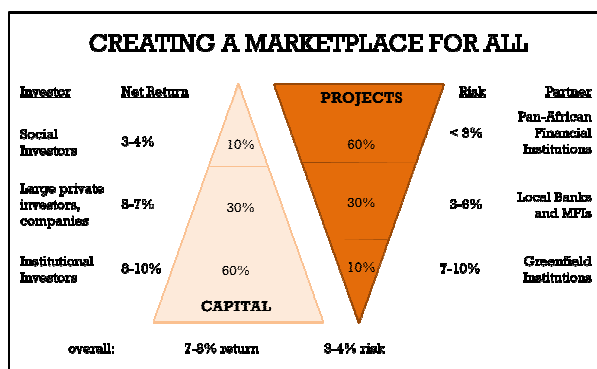 CREATING A MARKETPLACE FOR ALL
Investor
Net Return
PROJECTS
Risk
Partner
Social
Investors
3-4%
10%
60%
< 3%
Pan-African
Financial
Institutions
Large private
investors,
companies
5-7%
30%
30%
3-6%
Local Banks
and MFIs
Institutional
Investors
8-10%
60%
10%
7-10%
Greenfield
Institutions
CAPITAL
overall:
7-8% return
3-4% risk